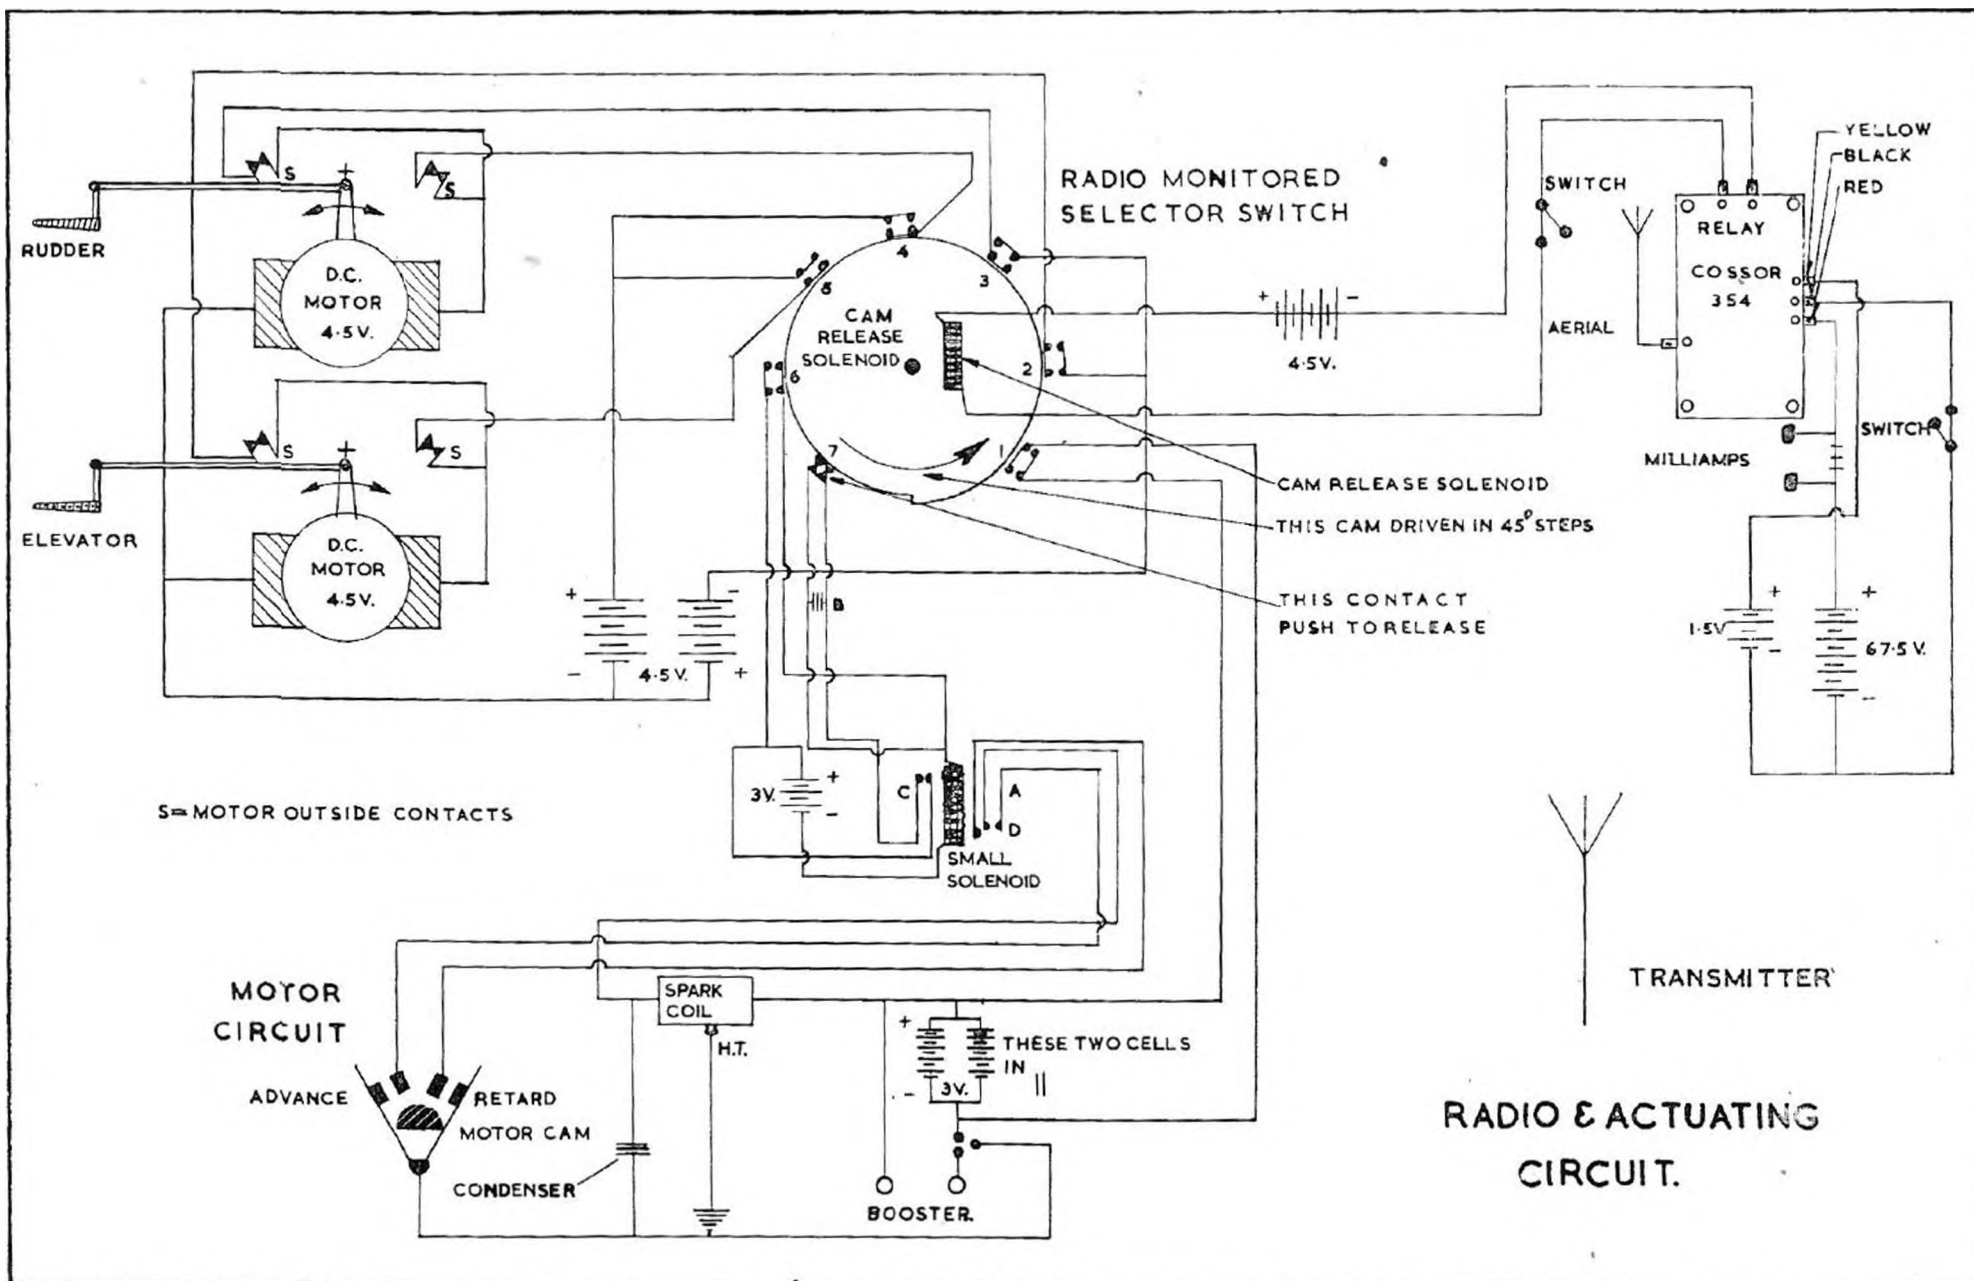 RADIO MONITORED
SELECTOR SWITCH
YELLOW
BLACK
RED
SWITCH
RELAY
COSSOR
354
AERIAL
SWITCH
MILLIAMPS
+
-
1·5V
+
-
67·5 V.
S
+
S
RUDDER
D.C.
MOTOR
4·5V.
S
+
S
ELEVATOR
D.C.
MOTOR
4·5V.
4
3
5
CAM
RELEASE
SOLENOID
2
6
7
1
+
-
4·5V.
CAM RELEASE SOLENOID
THIS CAM DRIVEN IN 45° STEPS
THIS CONTACT
PUSH TO RELEASE
+
-
-
+
4·5 V.
B
S= MOTOR OUTSIDE CONTACTS
3V.
+
-
C
A
D
SMALL
SOLENOID
MOTOR
CIRCUIT
ADVANCE
RETARD
MOTOR CAM
SPARK
COIL
H.T.
CONDENSER
+
-
3V.
THESE TWO CELLS
IN ||
BOOSTER.
TRANSMITTER
RADIO & ACTUATING
CIRCUIT.